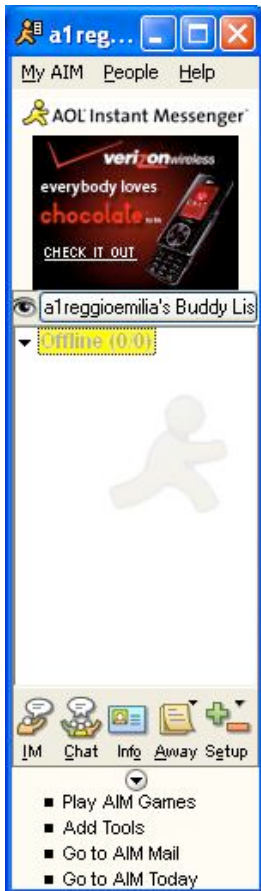 a1reg...
My AIM People Help
AOL Instant Messenger
verizon wireless
everybody loves
chocolate
CHECK IT OUT
a1reggioemilia's Buddy Lis
Offline (0/0)
IM Chat Info Away Setup
Play AIM Games
Add Tools
Go to AIM Mail
Go to AIM Today